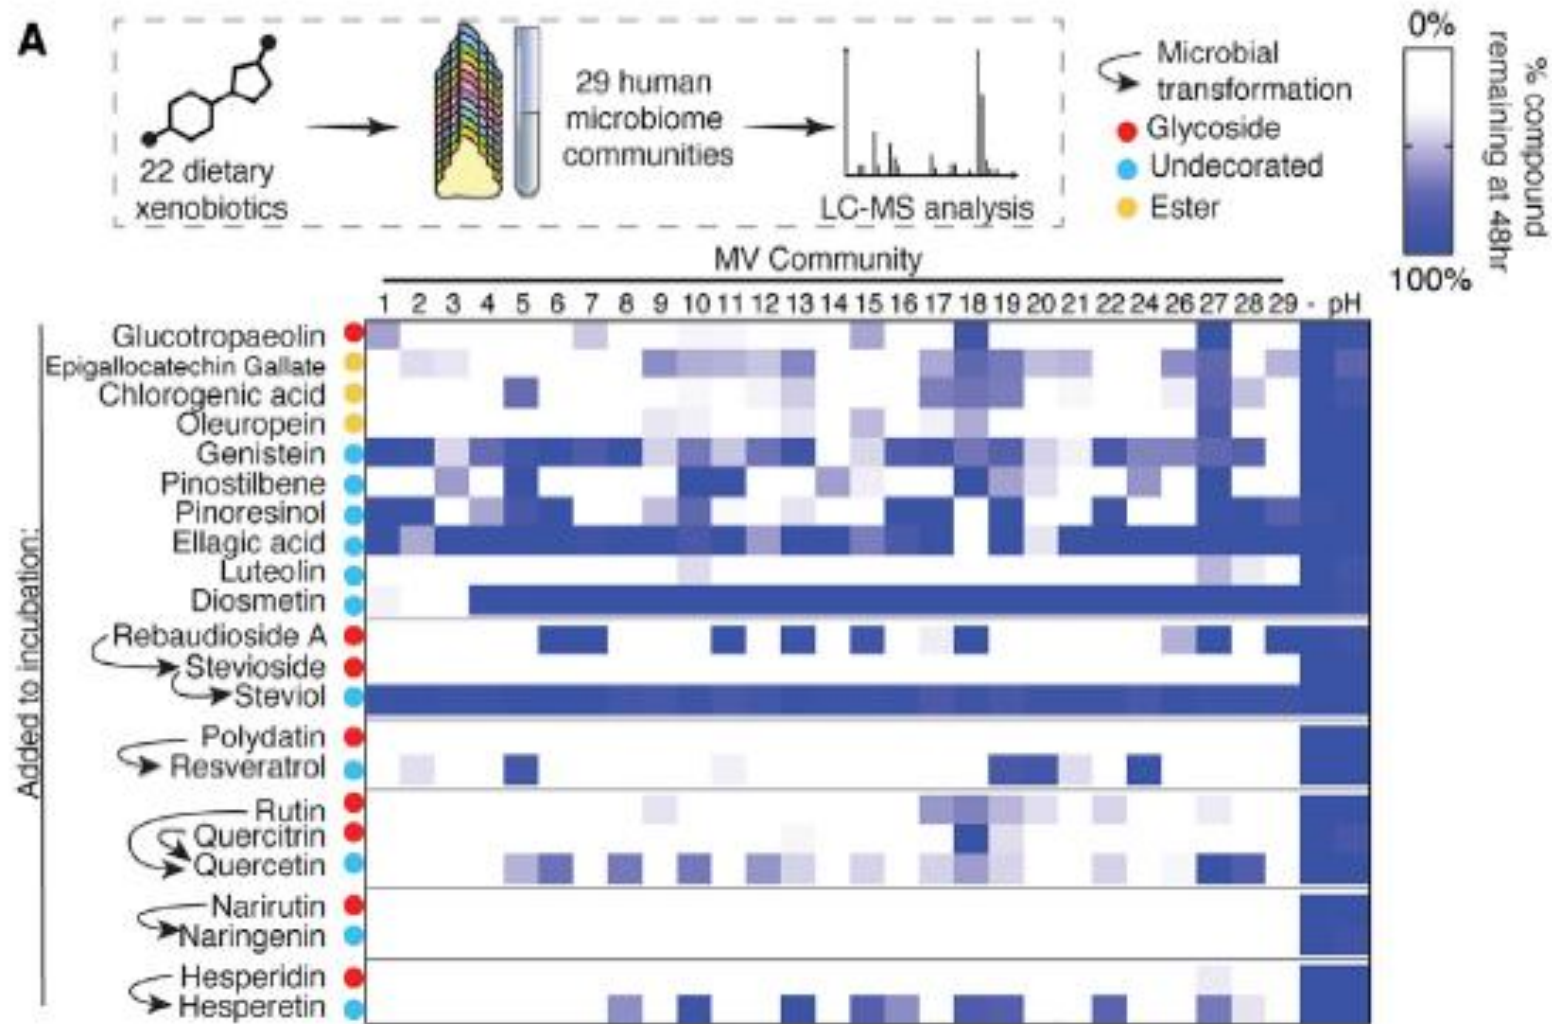 A
22 dietary
xenobiotics
29 human
microbiome
communities
LC-MS analysis
Microbial
transformation
Glycoside
Undecorated
Ester
0%
100%
% compound
remaining at 48hr
MV Community
1 2 3 4 5 6 7 8 9 10 11 12 13 14 15 16 17 18 19 20 21 22 24 26 27 28 29 - pH
Added to incubation:
Glucotropaeolin
Epigallocatechin Gallate
Chlorogenic acid
Oleuropein
Genistein
Pinostilbene
Pinoresinol
Ellagic acid
Luteolin
Diosmetin
Rebaudioside A
Stevioside
Steviol
Polydatin
Resveratrol
Rutin
Quercitrin
Quercetin
Narirutin
Naringenin
Hesperidin
Hesperetin